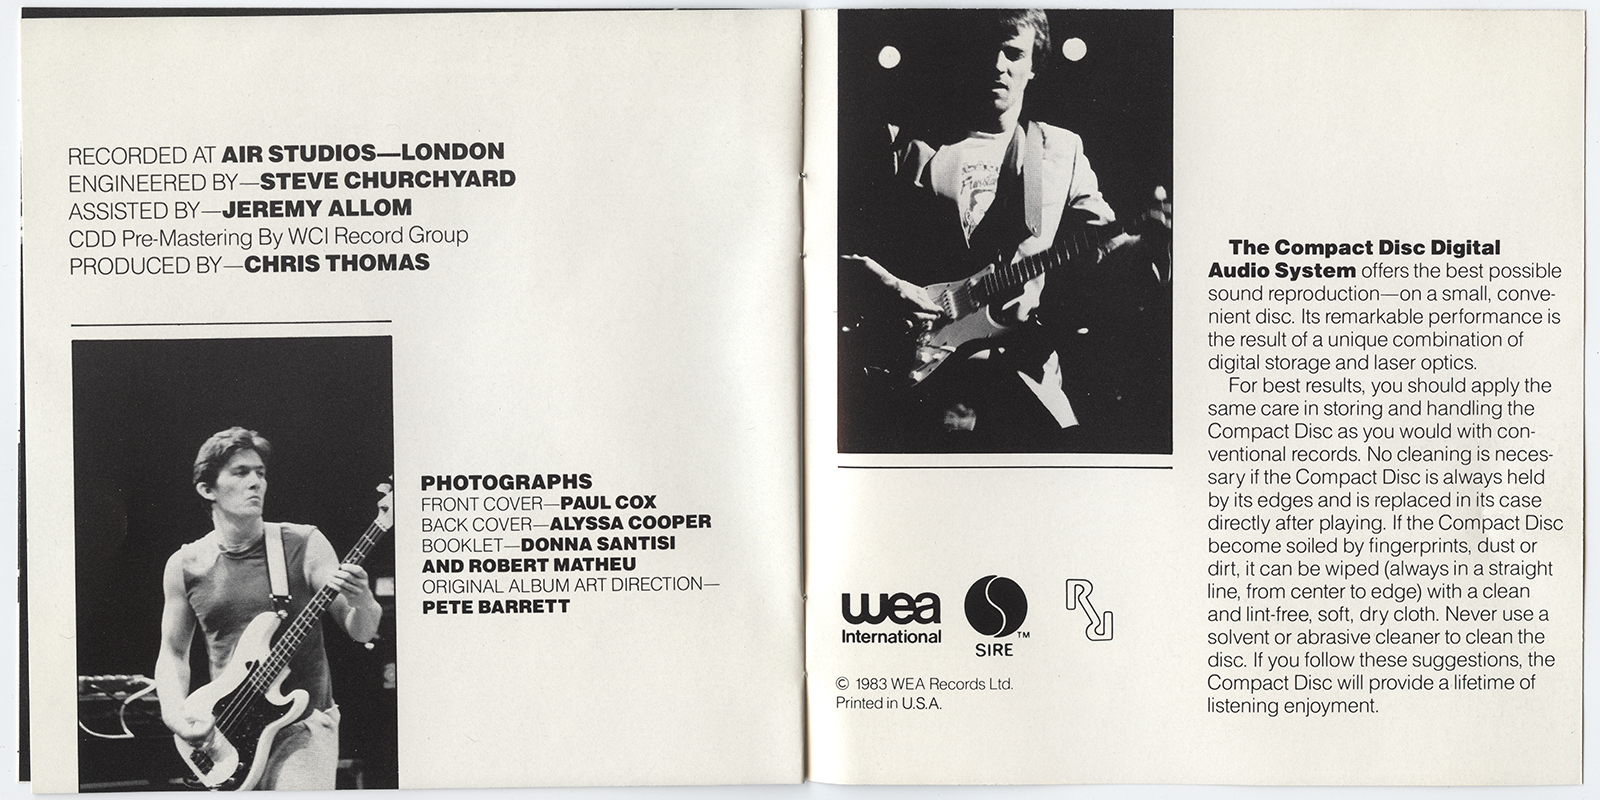 RECORDED AT AIR STUDIOS—LONDON
ENGINEERED BY—STEVE CHURCHYARD
ASSISTED BY—JEREMY ALLOM
CDD Pre-Mastering By WCI Record Group
PRODUCED BY—CHRIS THOMAS
PHOTOGRAPHS
FRONT COVER—PAUL COX
BACK COVER—ALYSSA COOPER
BOOKLET—DONNA SANTISI
AND ROBERT MATHEU
ORIGINAL ALBUM ART DIRECTION—
PETE BARRETT
wea
International
SIRE
TM
© 1983 WEA Records Ltd.
Printed in U.S.A.
The Compact Disc Digital
Audio System offers the best possible
sound reproduction—on a small, conve-
nient disc. Its remarkable performance is
the result of a unique combination of
digital storage and laser optics.
For best results, you should apply the
same care in storing and handling the
Compact Disc as you would with con-
ventional records. No cleaning is neces-
sary if the Compact Disc is always held
by its edges and is replaced in its case
directly after playing. If the Compact Disc
become soiled by fingerprints, dust or
dirt, it can be wiped (always in a straight
line, from center to edge) with a clean
and lint-free, soft, dry cloth. Never use a
solvent or abrasive cleaner to clean the
disc. If you follow these suggestions, the
Compact Disc will provide a lifetime of
listening enjoyment.